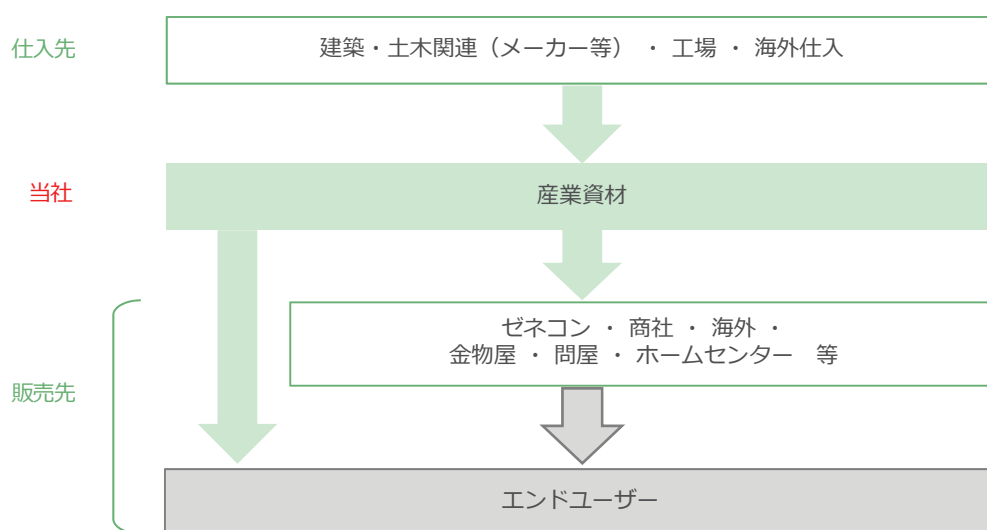 仕入先
建築・土木関連（メーカー等） ・ 工場 ・ 海外仕入
当社
産業資材
販売先
ゼネコン ・ 商社 ・ 海外 ・
金物屋 ・ 問屋 ・ ホームセンター　等
エンドユーザー